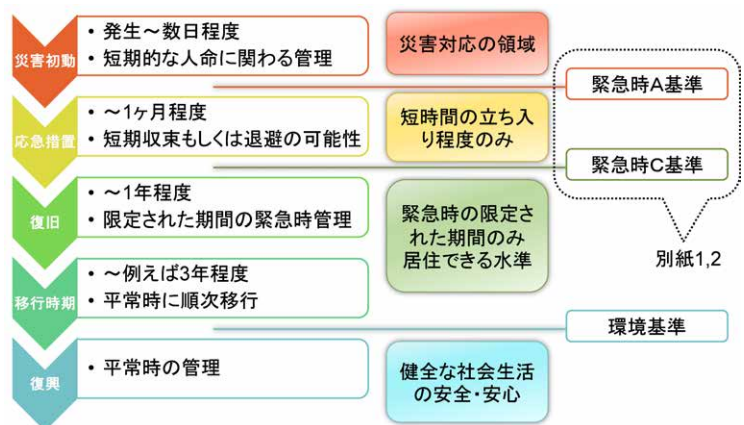 災害初動
・発生～数日程度
・短期的な人命に関わる管理
災害対応の領域
緊急時A基準
応急措置
・～1ヶ月程度
・短期収束もしくは退避の可能性
短時間の立ち入
り程度のみ
緊急時C基準
復旧
・～1年程度
・限定された期間の緊急時管理
緊急時の限定さ
れた期間のみ
居住できる水準
別紙1,2
移行時期
・～例えば3年程度
・平常時に順次移行
環境基準
復興
・平常時の管理
健全な社会生活
の安全・安心